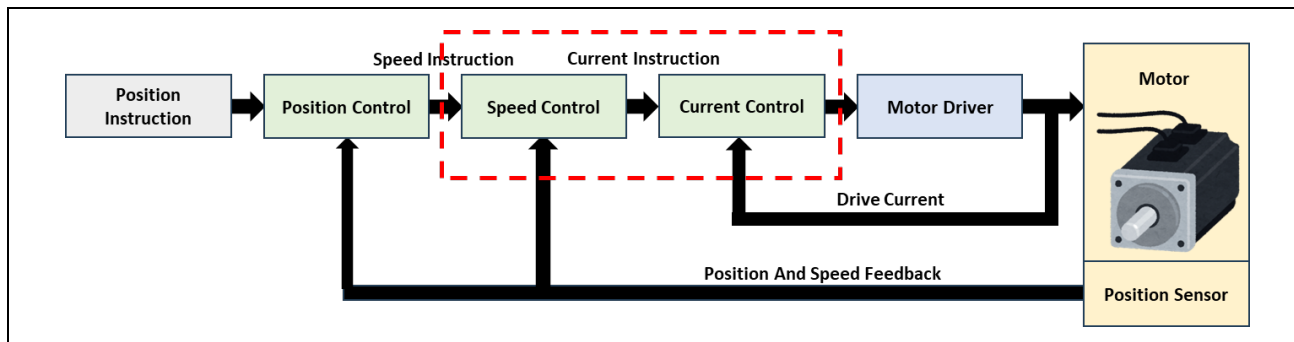 Speed Instruction
Current Instruction
Position
Instruction
Position Control
Speed Control
Current Control
Motor Driver
Motor
Drive Current
Position And Speed Feedback
Position Sensor